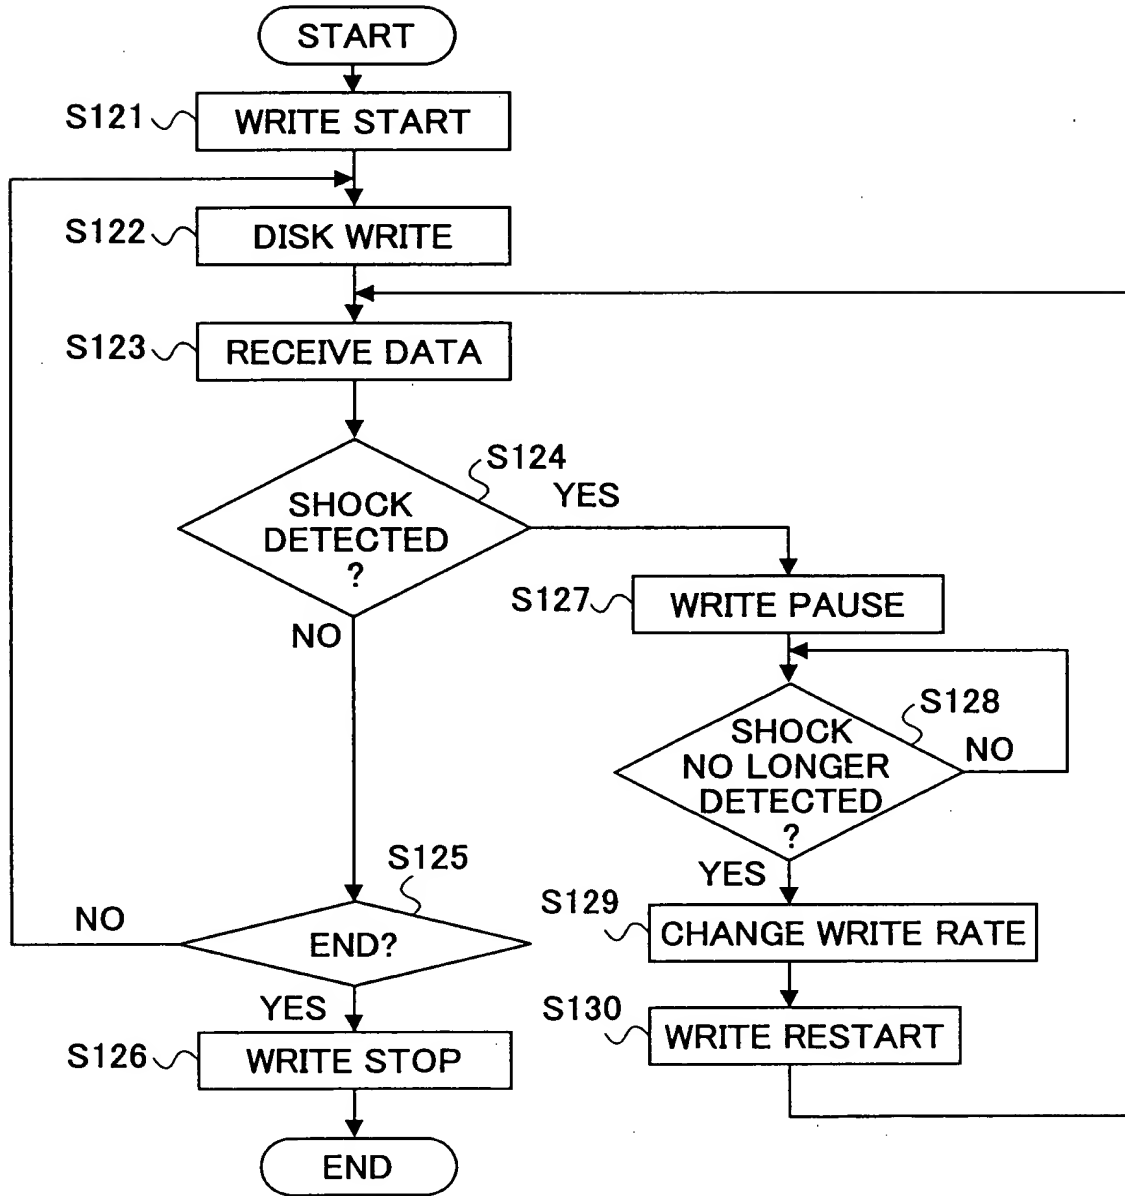 START
S121
WRITE START
S122
DISK WRITE
S123
RECEIVE DATA
S124
SHOCK
DETECTED
?
YES
NO
S127
WRITE PAUSE
S128
SHOCK
NO LONGER
DETECTED
?
NO
YES
S125
END?
NO
YES
S129
CHANGE WRITE RATE
S130
WRITE RESTART
S126
WRITE STOP
END